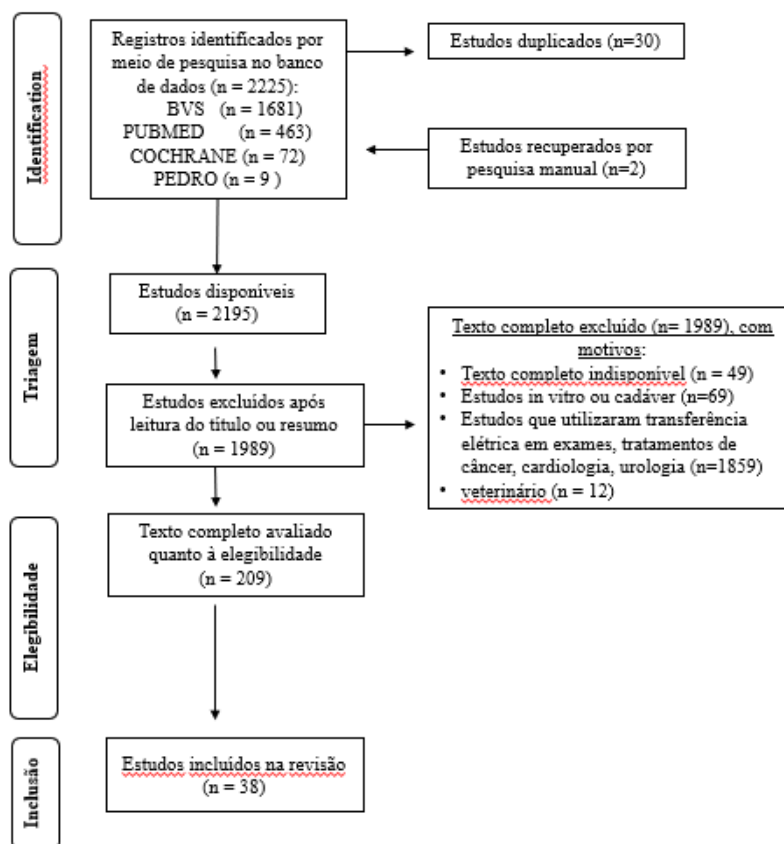 Identification
Registros identificados por
meio de pesquisa no banco
de dados (n = 2225):
BVS (n = 1681)
PUBMED (n = 463)
COCHRANE (n = 72)
PEDRO (n = 9 )
Estudos duplicados (n=30)
Estudos recuperados por
pesquisa manual (n=2)
Triagem
Estudos disponíveis
(n = 2195)
Estudos excluídos após
leitura do título ou resumo
(n = 1989)
Texto completo excluído (n= 1989), com
motivos:
• Texto completo indisponível (n = 49)
• Estudos in vitro ou cadáver (n=69)
• Estudos que utilizaram transferência
elétrica em exames, tratamentos de
câncer, cardiologia, urologia (n=1859)
• veterinário (n = 12)
Elegibilidade
Texto completo avaliado
quanto à elegibilidade
(n = 209)
Inclusão
Estudos incluídos na revisão
(n = 38)